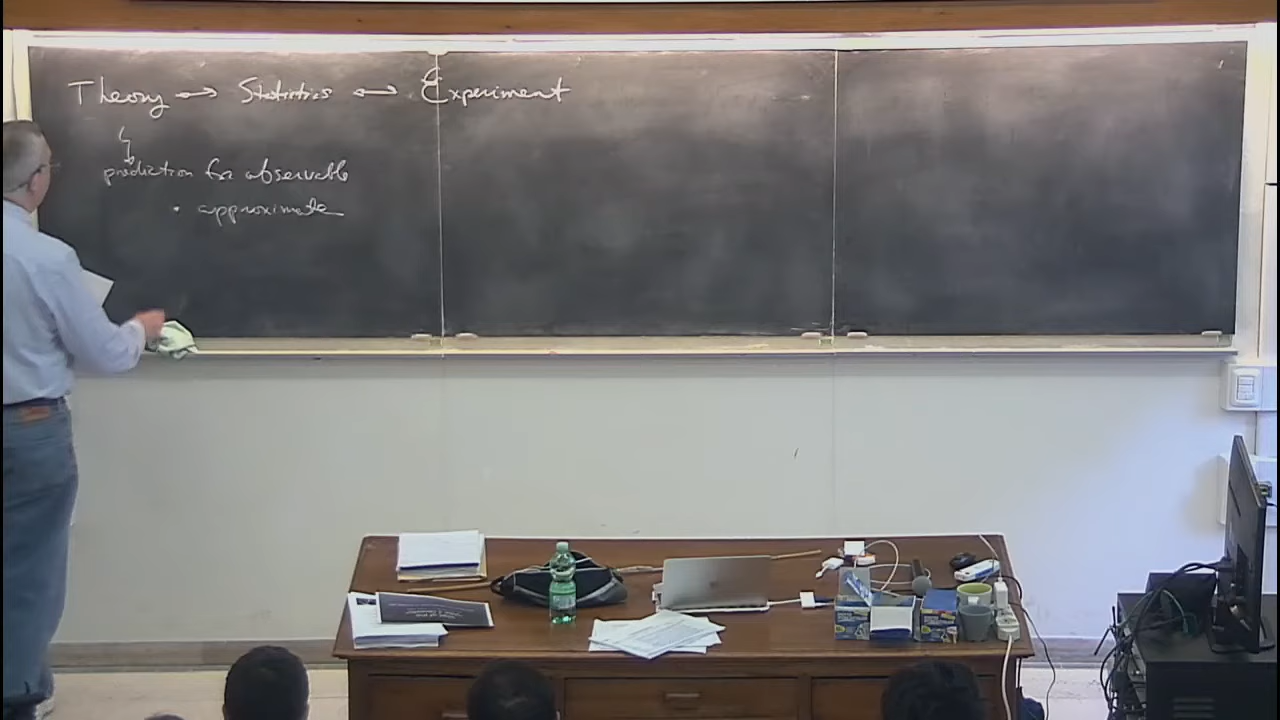 Theory ↔ Statistics ↔ Experiment
prediction for observable
• approximate